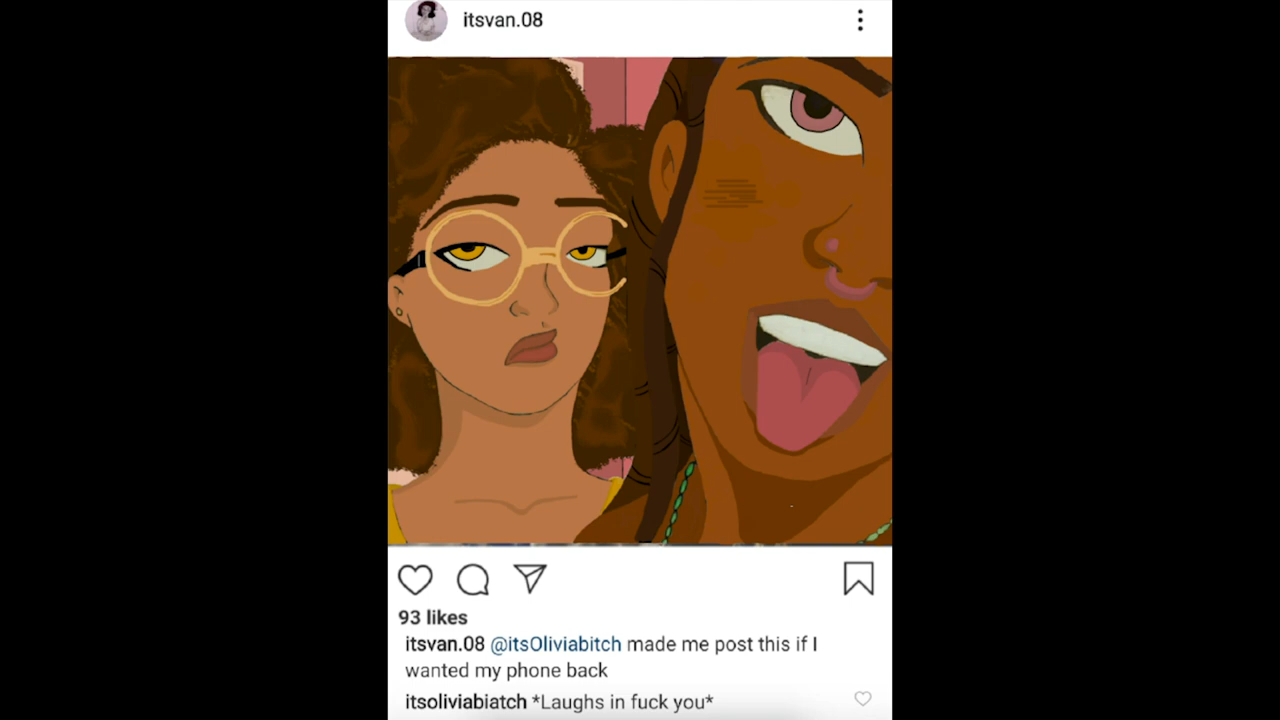 itsvan.08
93 likes
itsvan.08 @itsOliviabitch made me post this if I
wanted my phone back
itsoliviabiatch *Laughs in fuck you*